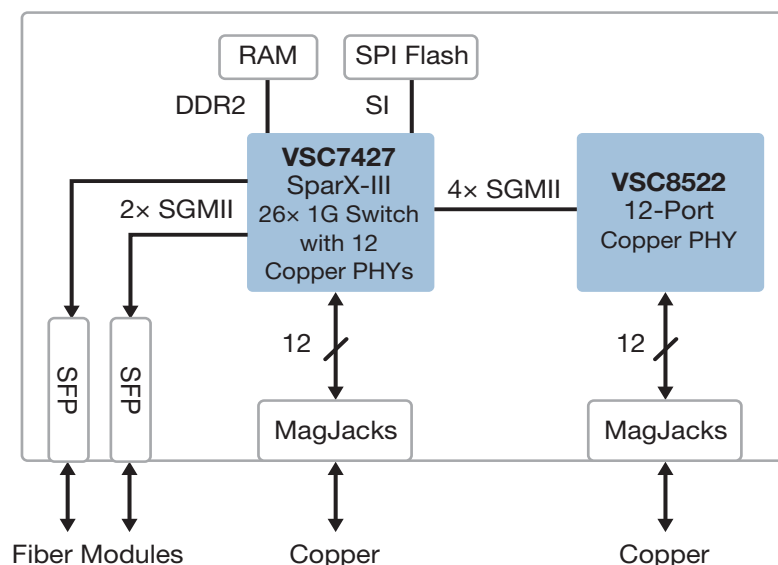 RAM
SPI Flash
DDR2
SI
VSC7427
SparX-III
26× 1G Switch
with 12
Copper PHYs
2× SGMII
4× SGMII
VSC8522
12-Port
Copper PHY
SFP
SFP
12
12
MagJacks
MagJacks
Fiber Modules
Copper
Copper